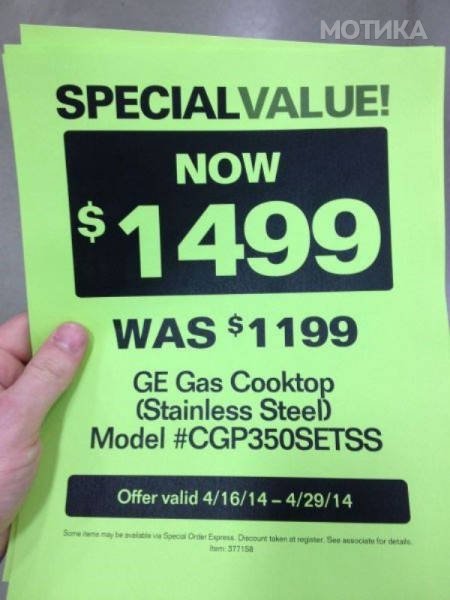 МОТИКА
SPECIALVALUE!
NOW
$1499
WAS $1199
GE Gas Cooktop
(Stainless Steel)
Model #CGP350SETSS
Offer valid 4/16/14 – 4/29/14
Some items may be available via Special Order Express. Discount taken at register. See associate for details.
Item: 377158